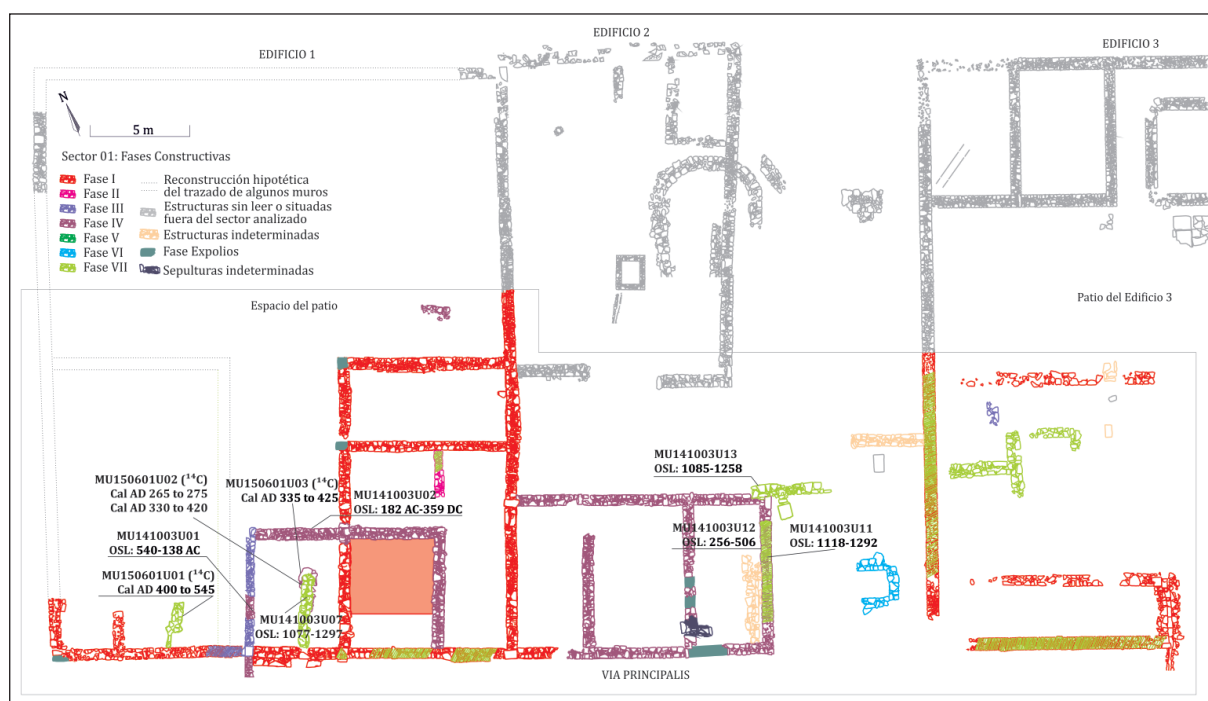 EDIFICIO 1
EDIFICIO 2
EDIFICIO 3
N
5 m
Sector 01: Fases Constructivas
Fase I
Fase II
Fase III
Fase IV
Fase V
Fase VI
Fase VII
Reconstrucción hipotética
del trazado de algunos muros
Estructuras sin leer o situadas
fuera del sector analizado
Estructuras indeterminadas
Fase Expolios
Sepulturas indeterminadas
Espacio del patio
Patio del Edificio 3
MU150601U02 (¹⁴C)
Cal AD 265 to 275
Cal AD 330 to 420
MU150601U03 (¹⁴C)
Cal AD 335 to 425
MU141003U02
OSL: 182 AC-359 DC
MU141003U01
OSL: 540-138 AC
MU150601U01 (¹⁴C)
Cal AD 400 to 545
MU141003U07
OSL: 1077-1297
MU141003U13
OSL: 1085-1258
MU141003U12
OSL: 256-506
MU141003U11
OSL: 1118-1292
VIA PRINCIPALIS